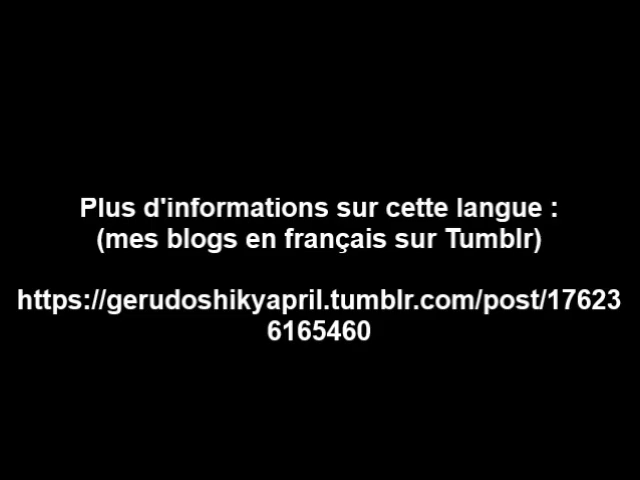 Plus d'informations sur cette langue :
(mes blogs en français sur Tumblr)
https://gerudoshikyapril.tumblr.com/post/17623
6165460